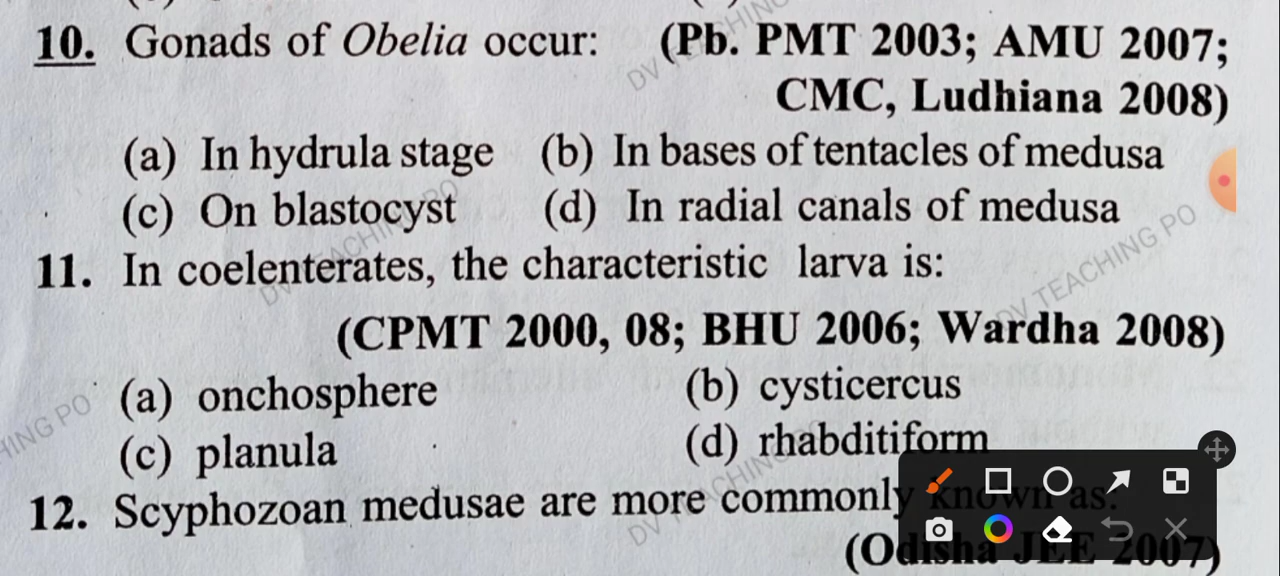 10. Gonads of Obelia occur: (Pb. PMT 2003; AMU 2007;
CMC, Ludhiana 2008)
(a) In hydrula stage (b) In bases of tentacles of medusa
(c) On blastocyst (d) In radial canals of medusa
11. In coelenterates, the characteristic larva is:
(CPMT 2000, 08; BHU 2006; Wardha 2008)
(a) onchosphere (b) cysticercus
(c) planula (d) rhabditiform
12. Scyphozoan medusae are more commonly known as:
(Odisha JEE 2007)
DV TEACHING PO